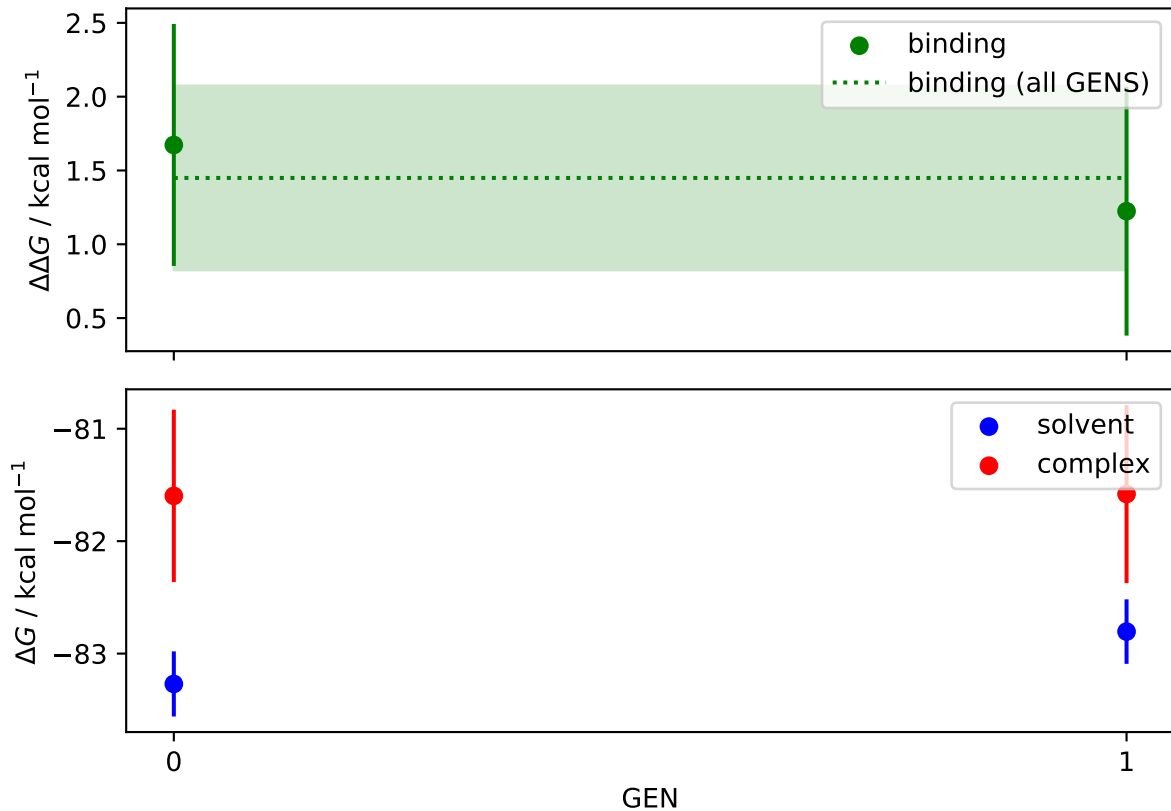 2.5
2.0
1.5
1.0
0.5
ΔΔG / kcal mol⁻¹
binding
binding (all GENS)
−81
−82
−83
ΔG / kcal mol⁻¹
solvent
complex
0
1
GEN